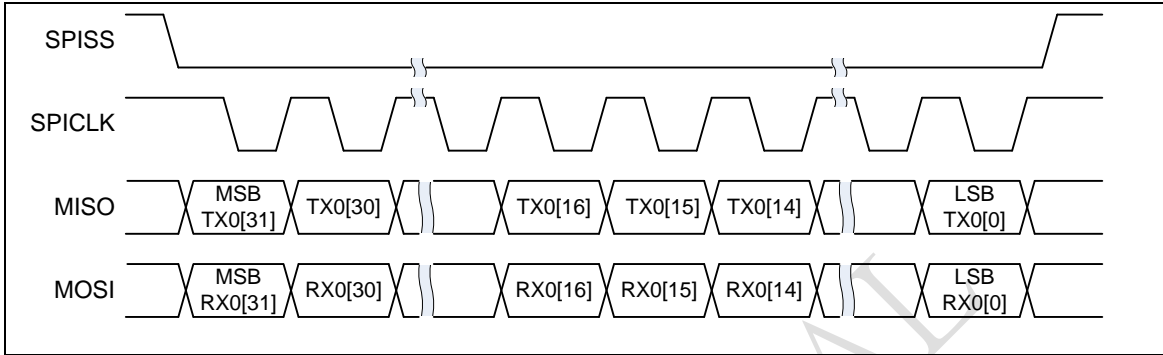 SPISS
SPICLK
MISO
MSB
TX0[31]
TX0[30]
TX0[16]
TX0[15]
TX0[14]
LSB
TX0[0]
MOSI
MSB
RX0[31]
RX0[30]
RX0[16]
RX0[15]
RX0[14]
LSB
RX0[0]
AL